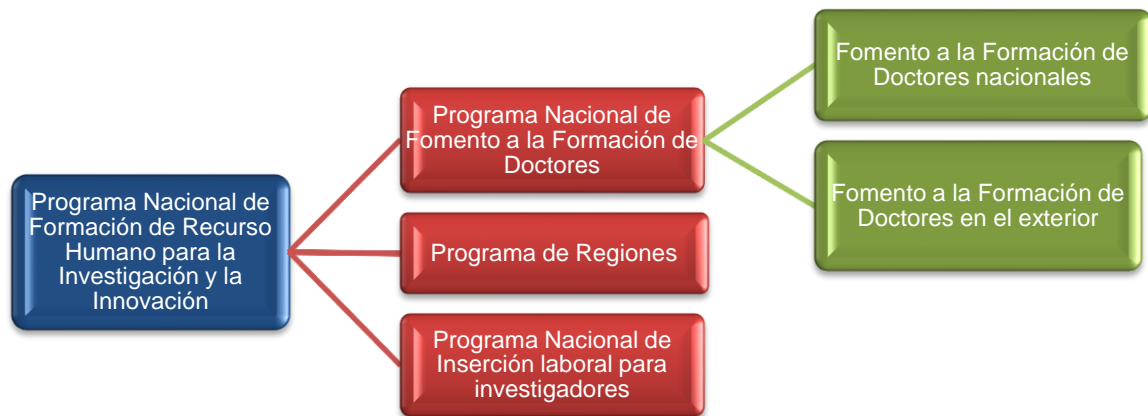 Programa Nacional de
Formación de Recurso
Humano para la
Investigación y la
Innovación
Programa Nacional de
Fomento a la Formación de
Doctores
Programa de Regiones
Programa Nacional de
Inserción laboral para
investigadores
Fomento a la Formación de
Doctores nacionales
Fomento a la Formación de
Doctores en el exterior